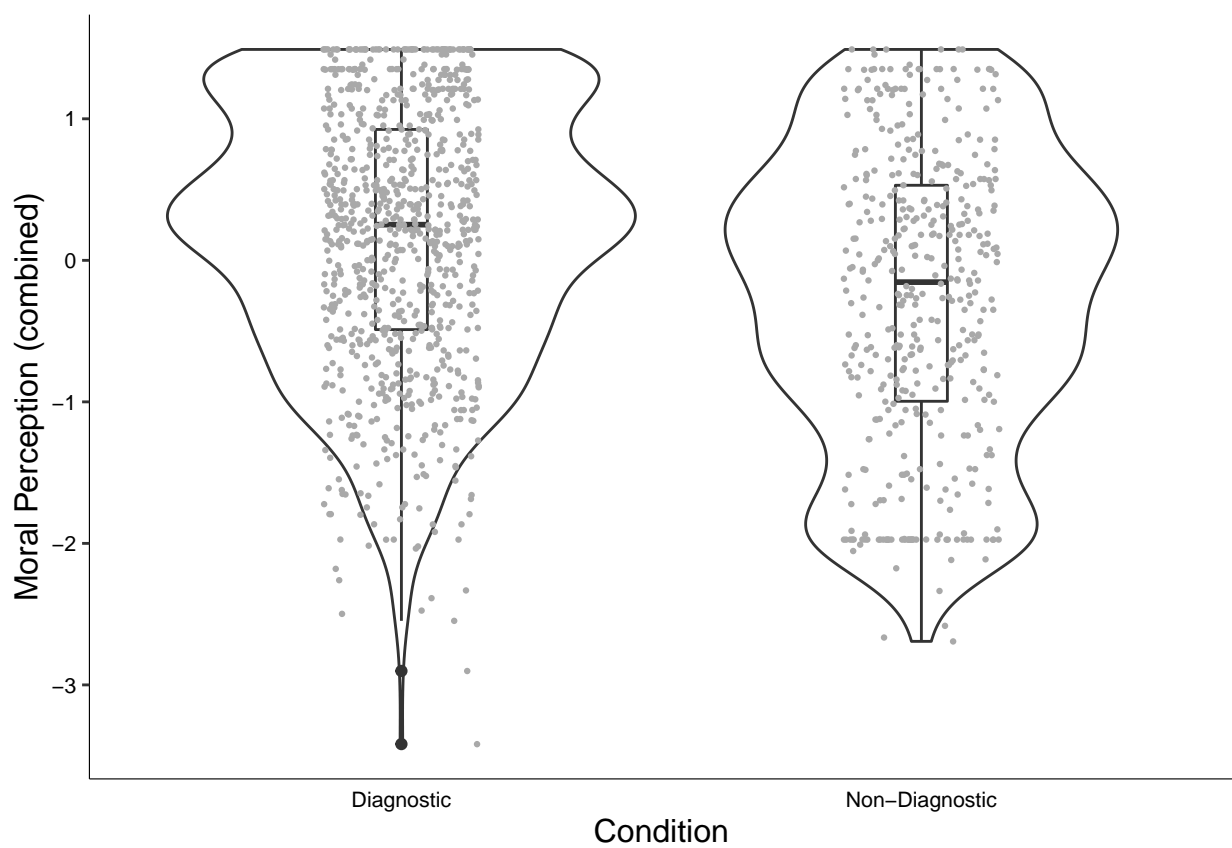 Moral Perception (combined)
1
0
−1
−2
−3
Diagnostic
Non−Diagnostic
Condition